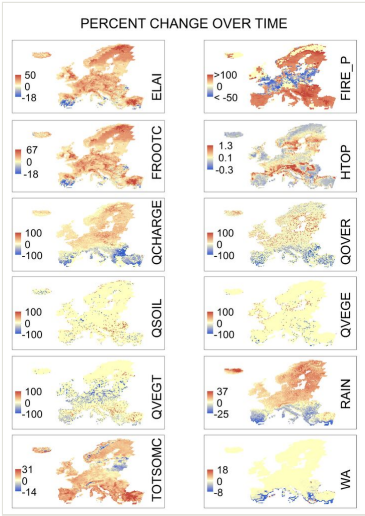 PERCENT CHANGE OVER TIME
50
0
-18
ELAI
>100
0
< -50
FIRE_P
67
0
-18
FROOTC
1.3
0.1
-0.3
HTOP
100
0
-100
QCHARGE
100
0
-100
QOVER
100
0
-100
QSOIL
100
0
-100
QVEGE
100
0
-100
QVEGT
37
0
-25
RAIN
31
0
-14
TOTSOMC
18
0
-8
WA